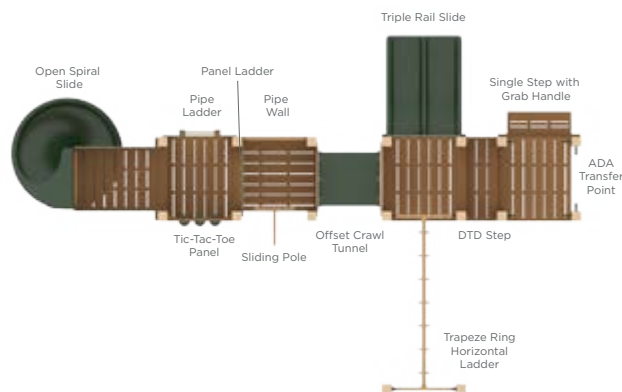 Triple Rail Slide
Open Spiral
Slide
Panel Ladder
Pipe
Ladder
Pipe
Wall
Single Step with
Grab Handle
ADA
Transfer
Point
Tic-Tac-Toe
Panel
Sliding Pole
Offset Crawl
Tunnel
DTD Step
Trapeze Ring
Horizontal
Ladder